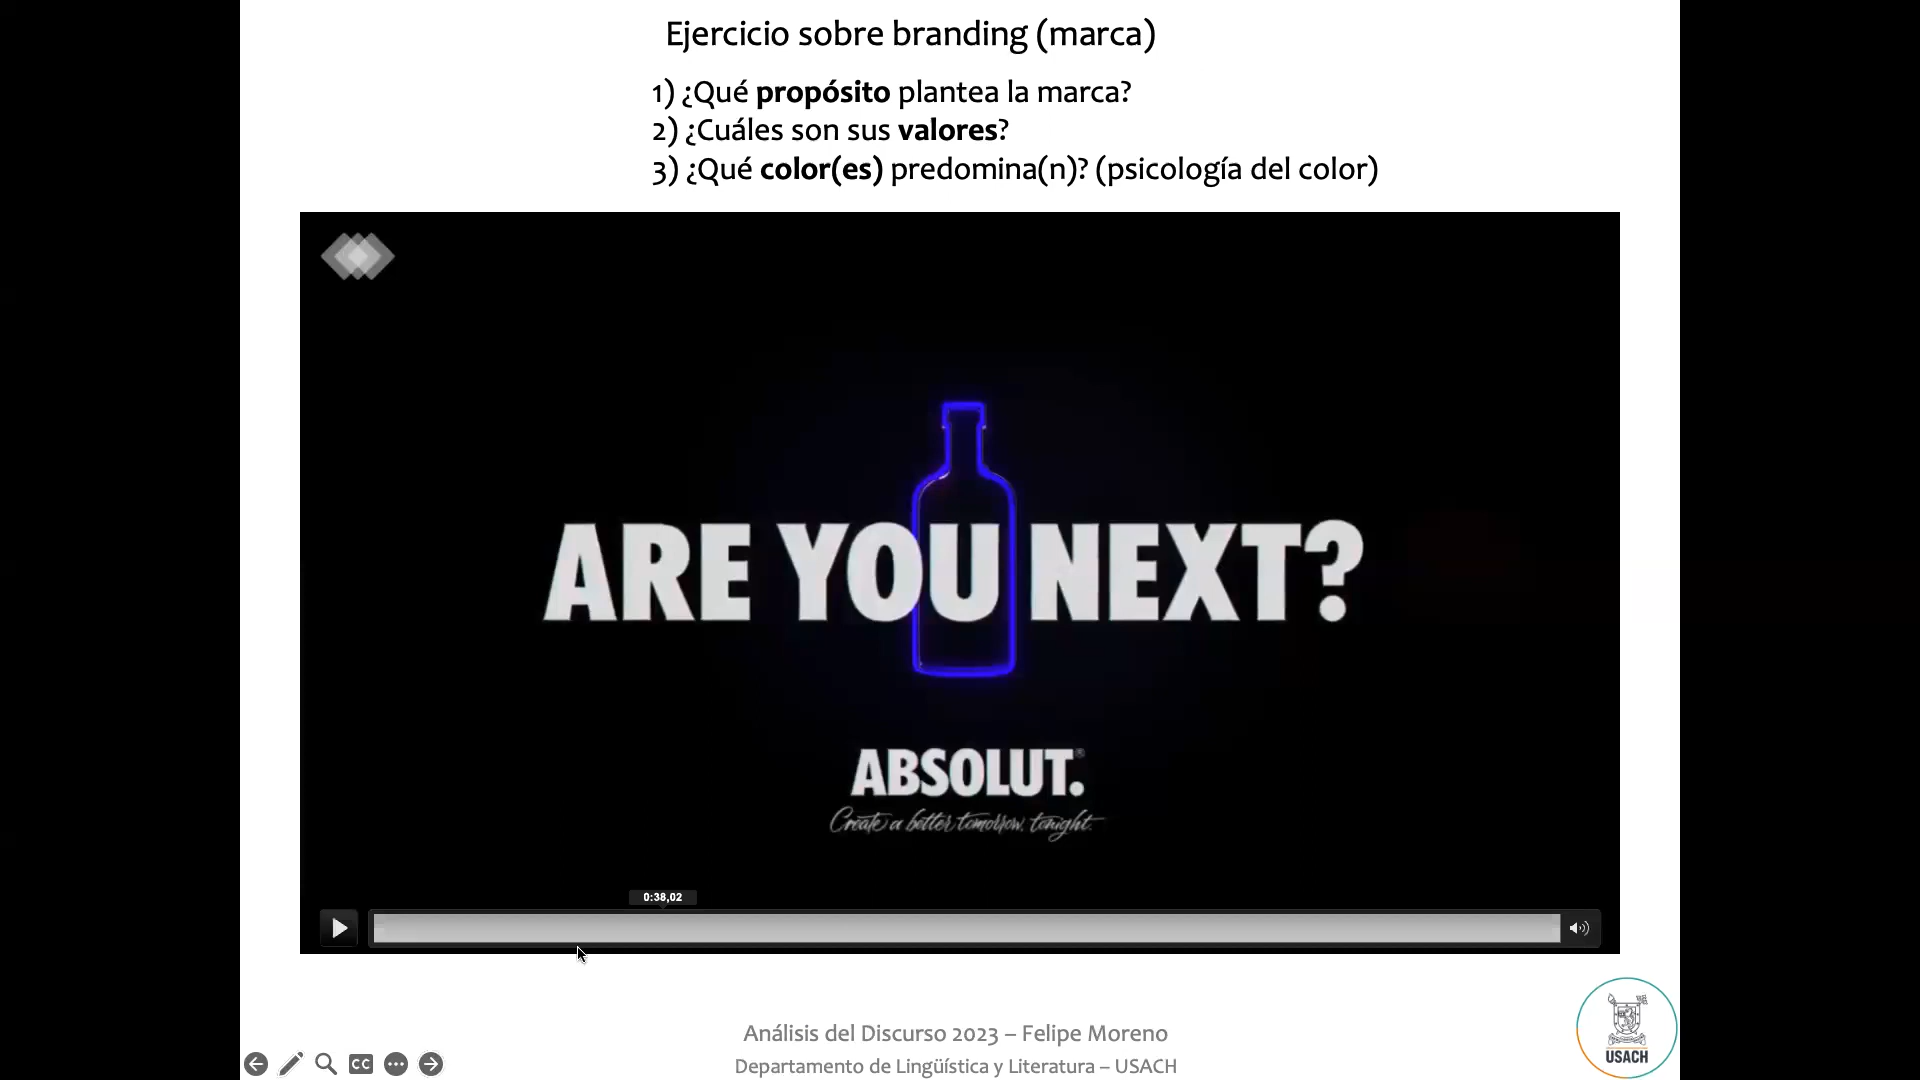 Ejercicio sobre branding (marca)
1) ¿Qué propósito plantea la marca?
2) ¿Cuáles son sus valores?
3) ¿Qué color(es) predomina(n)? (psicología del color)
ARE YOU NEXT?
ABSOLUT.®
Create a better tomorrow, tonight.
0:38,02
Análisis del Discurso 2023 – Felipe Moreno
Departamento de Lingüística y Literatura – USACH
USACH
CC